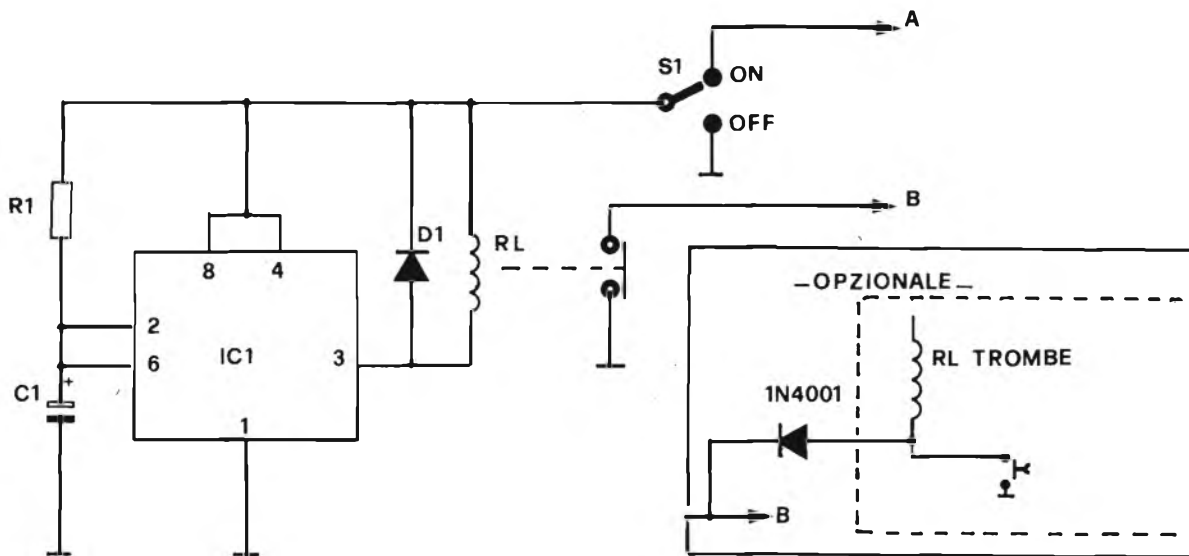 A
S1
ON
OFF
R1
B
D1
RL
8
4
–OPZIONALE–
2
6
IC1
3
RL TROMBE
C1
+
1N4001
1
B